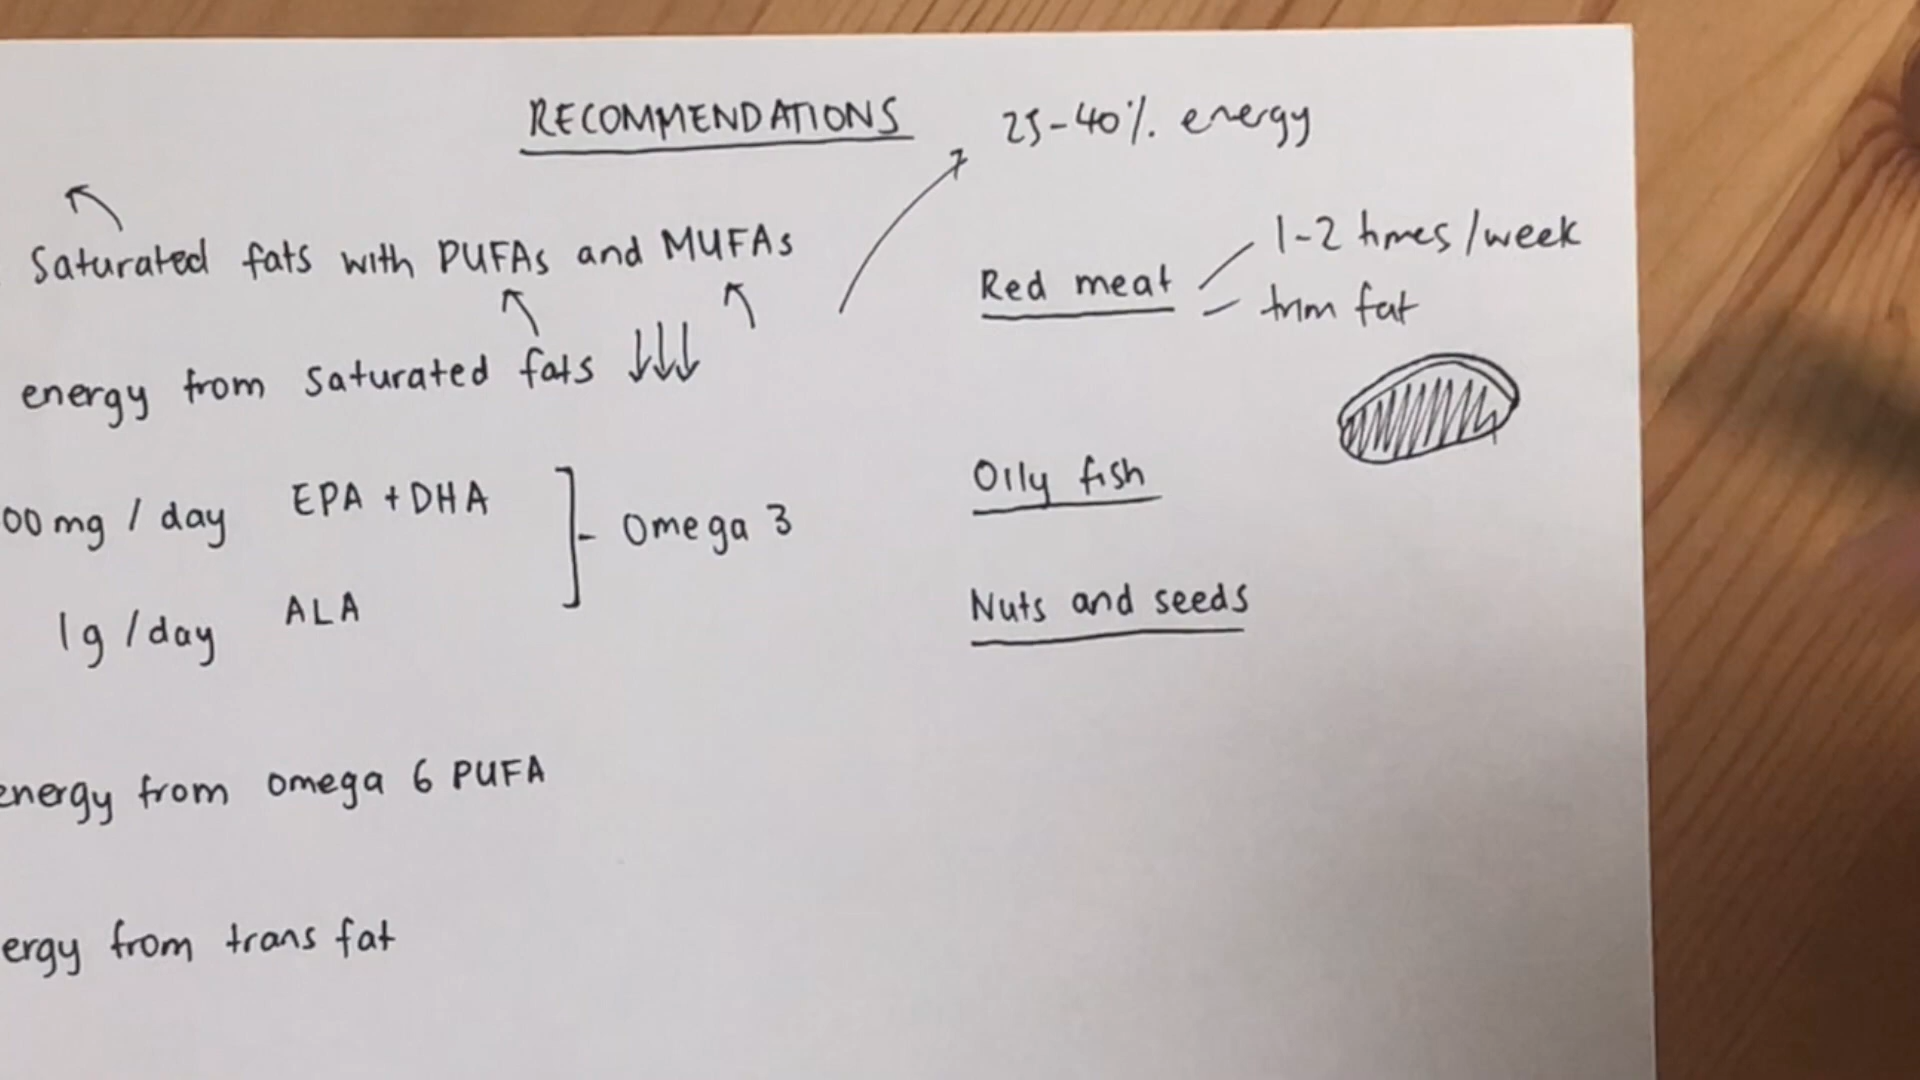 RECOMMENDATIONS
25-40% energy
Saturated fats with PUFAs and MUFAs
energy from saturated fats ↓↓↓
00mg / day EPA + DHA
Omega 3
1g / day ALA
energy from omega 6 PUFA
ergy from trans fat
Red meat
1-2 times / week
trim fat
Oily fish
Nuts and seeds